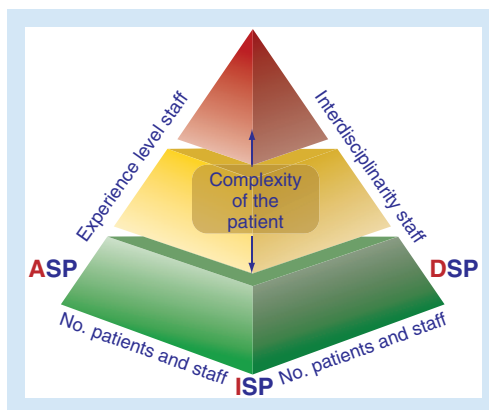 Experience level staff
Interdisciplinarity staff
Complexity
of the
patient
ASP
DSP
No. patients and staff
ISP
No. patients and staff